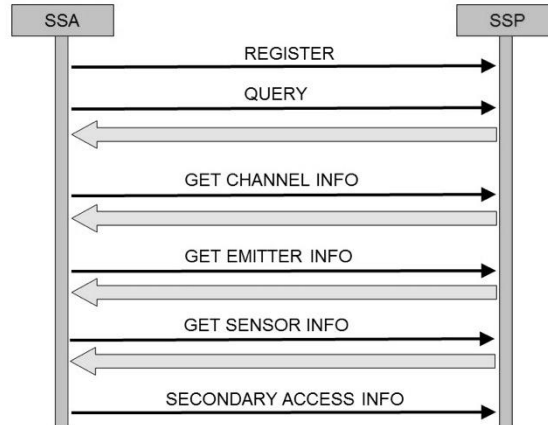 SSA SSP
REGISTER
QUERY
GET CHANNEL INFO
GET EMITTER INFO
GET SENSOR INFO
SECONDARY ACCESS INFO